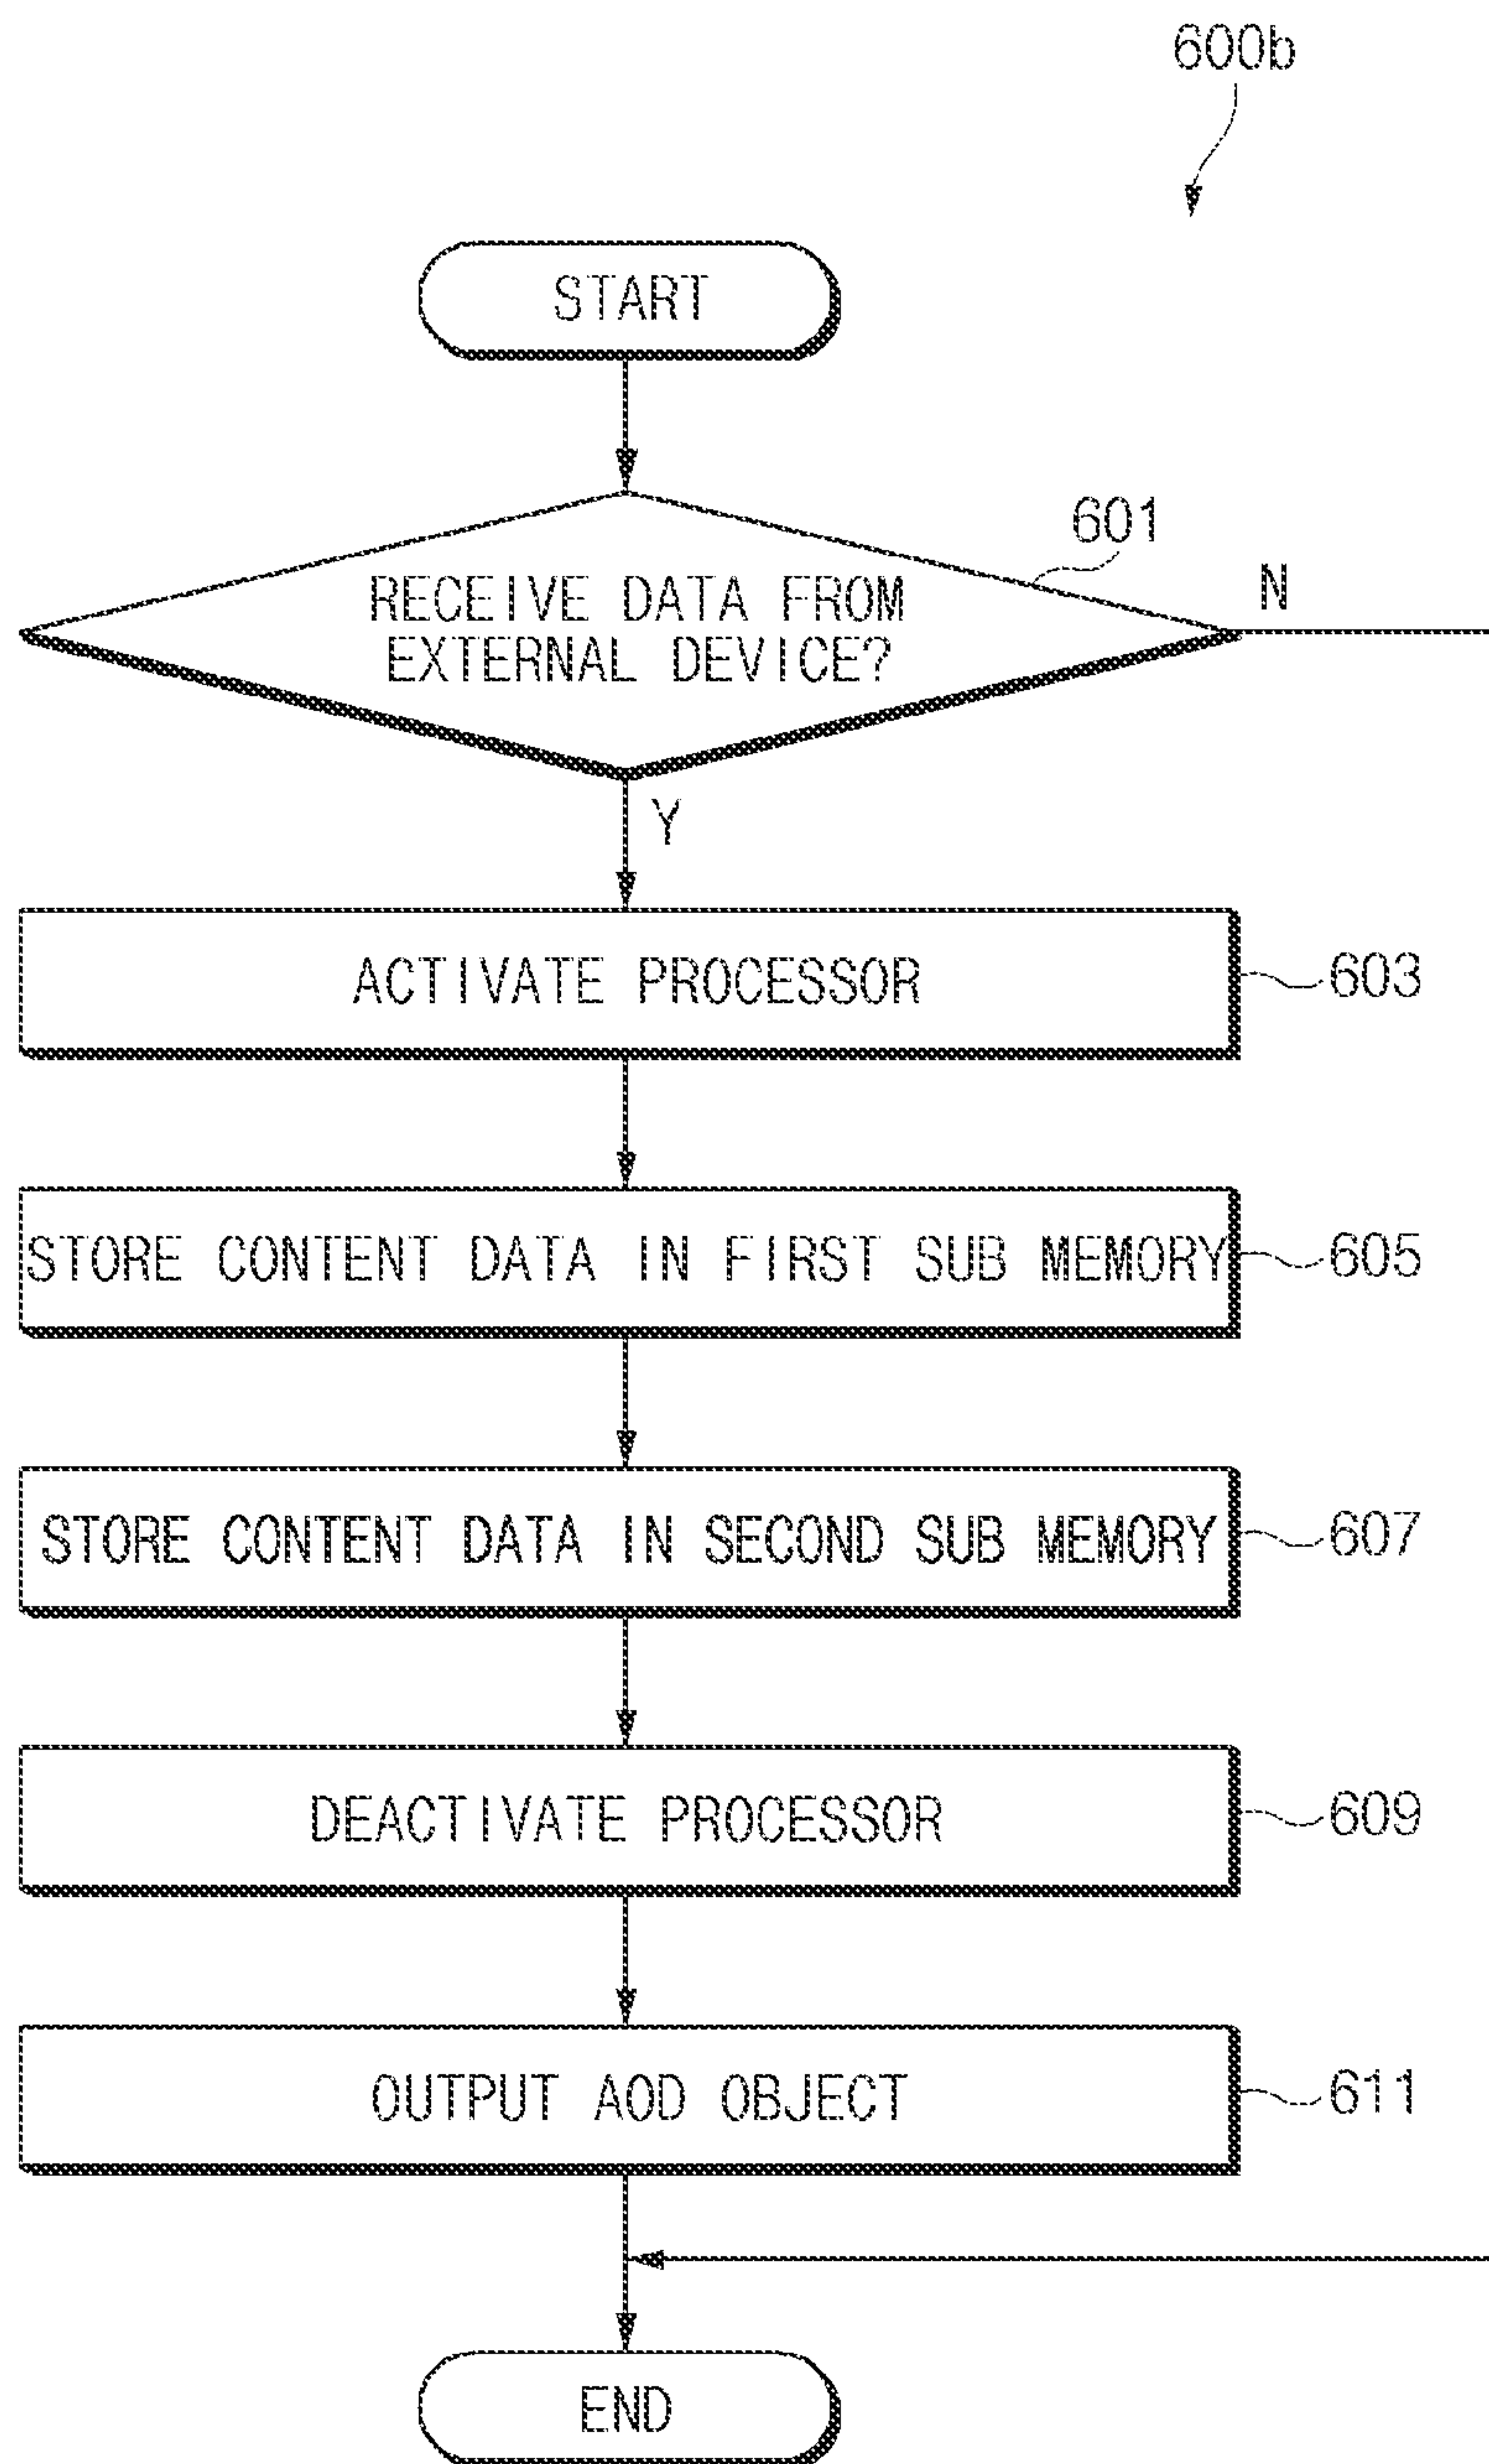 600b
START
601
RECEIVE DATA FROM
EXTERNAL DEVICE?
N
Y
ACTIVATE PROCESSOR
603
STORE CONTENT DATA IN FIRST SUB MEMORY
605
STORE CONTENT DATA IN SECOND SUB MEMORY
607
DEACTIVATE PROCESSOR
609
OUTPUT AOD OBJECT
611
END